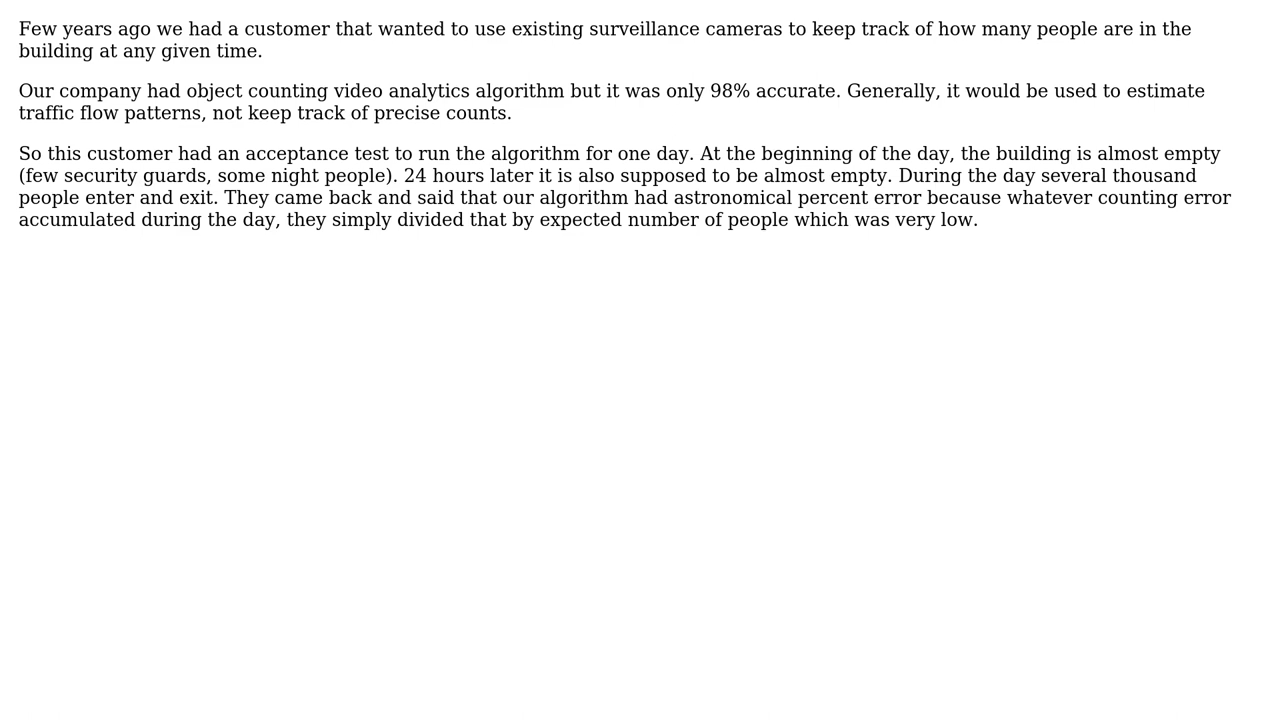 Few years ago we had a customer that wanted to use existing surveillance cameras to keep track of how many people are in the
building at any given time.
Our company had object counting video analytics algorithm but it was only 98% accurate. Generally, it would be used to estimate
traffic flow patterns, not keep track of precise counts.
So this customer had an acceptance test to run the algorithm for one day. At the beginning of the day, the building is almost empty
(few security guards, some night people). 24 hours later it is also supposed to be almost empty. During the day several thousand
people enter and exit. They came back and said that our algorithm had astronomical percent error because whatever counting error
accumulated during the day, they simply divided that by expected number of people which was very low.